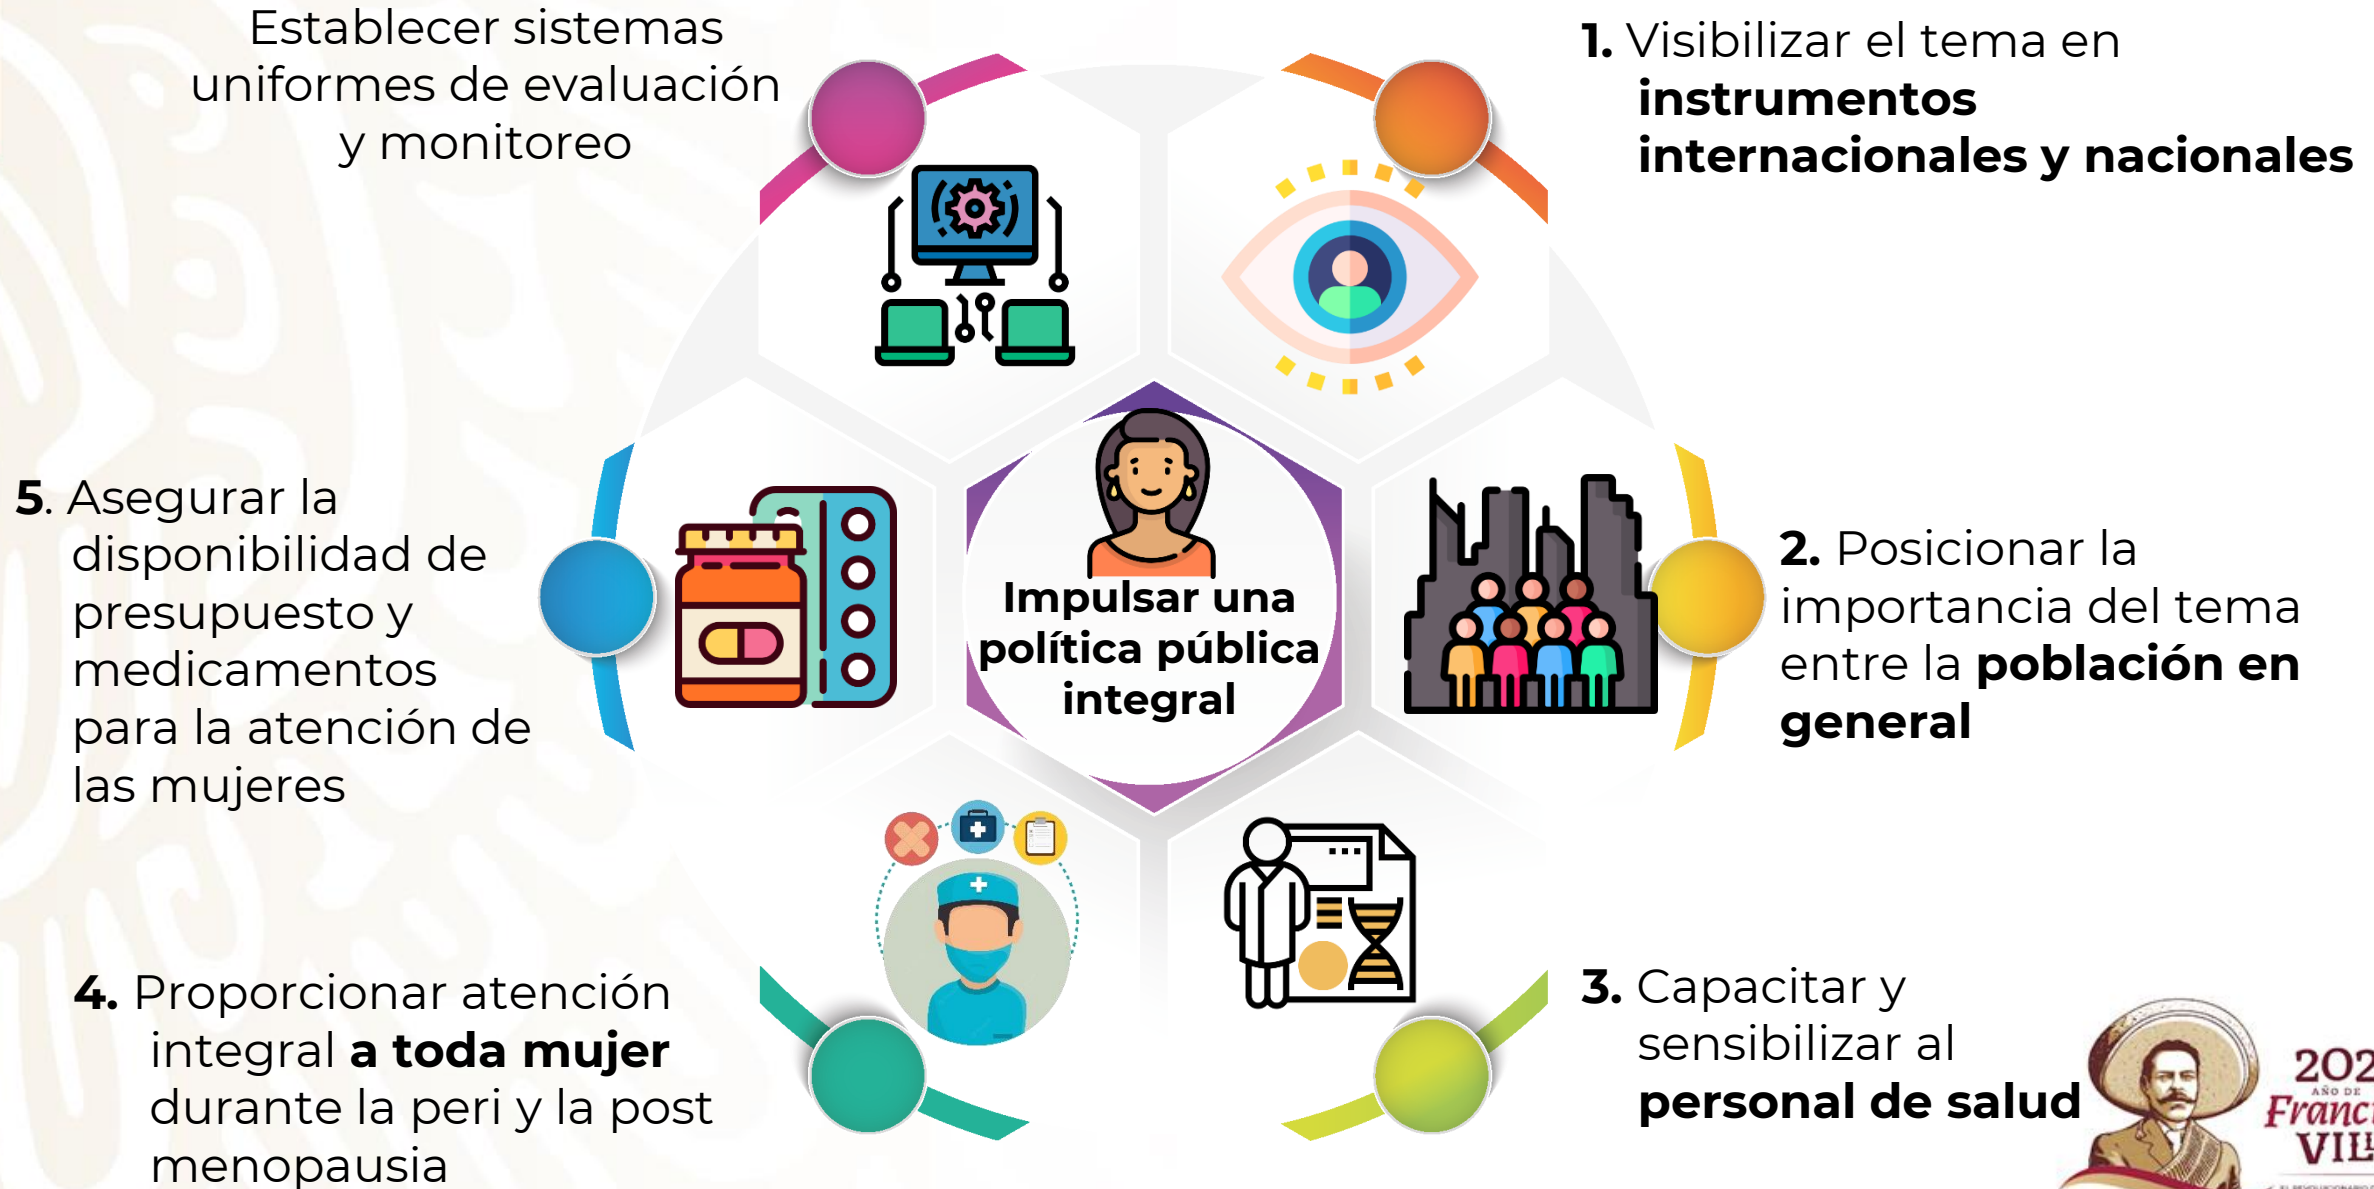 Establecer sistemas
uniformes de evaluación
y monitoreo
1. Visibilizar el tema en
instrumentos
internacionales y nacionales
2. Posicionar la
importancia del tema
entre la población en
general
3. Capacitar y
sensibilizar al
personal de salud
4. Proporcionar atención
integral a toda mujer
durante la peri y la post
menopausia
5. Asegurar la
disponibilidad de
presupuesto y
medicamentos
para la atención de
las mujeres
Impulsar una
política pública
integral
202
AÑO DE